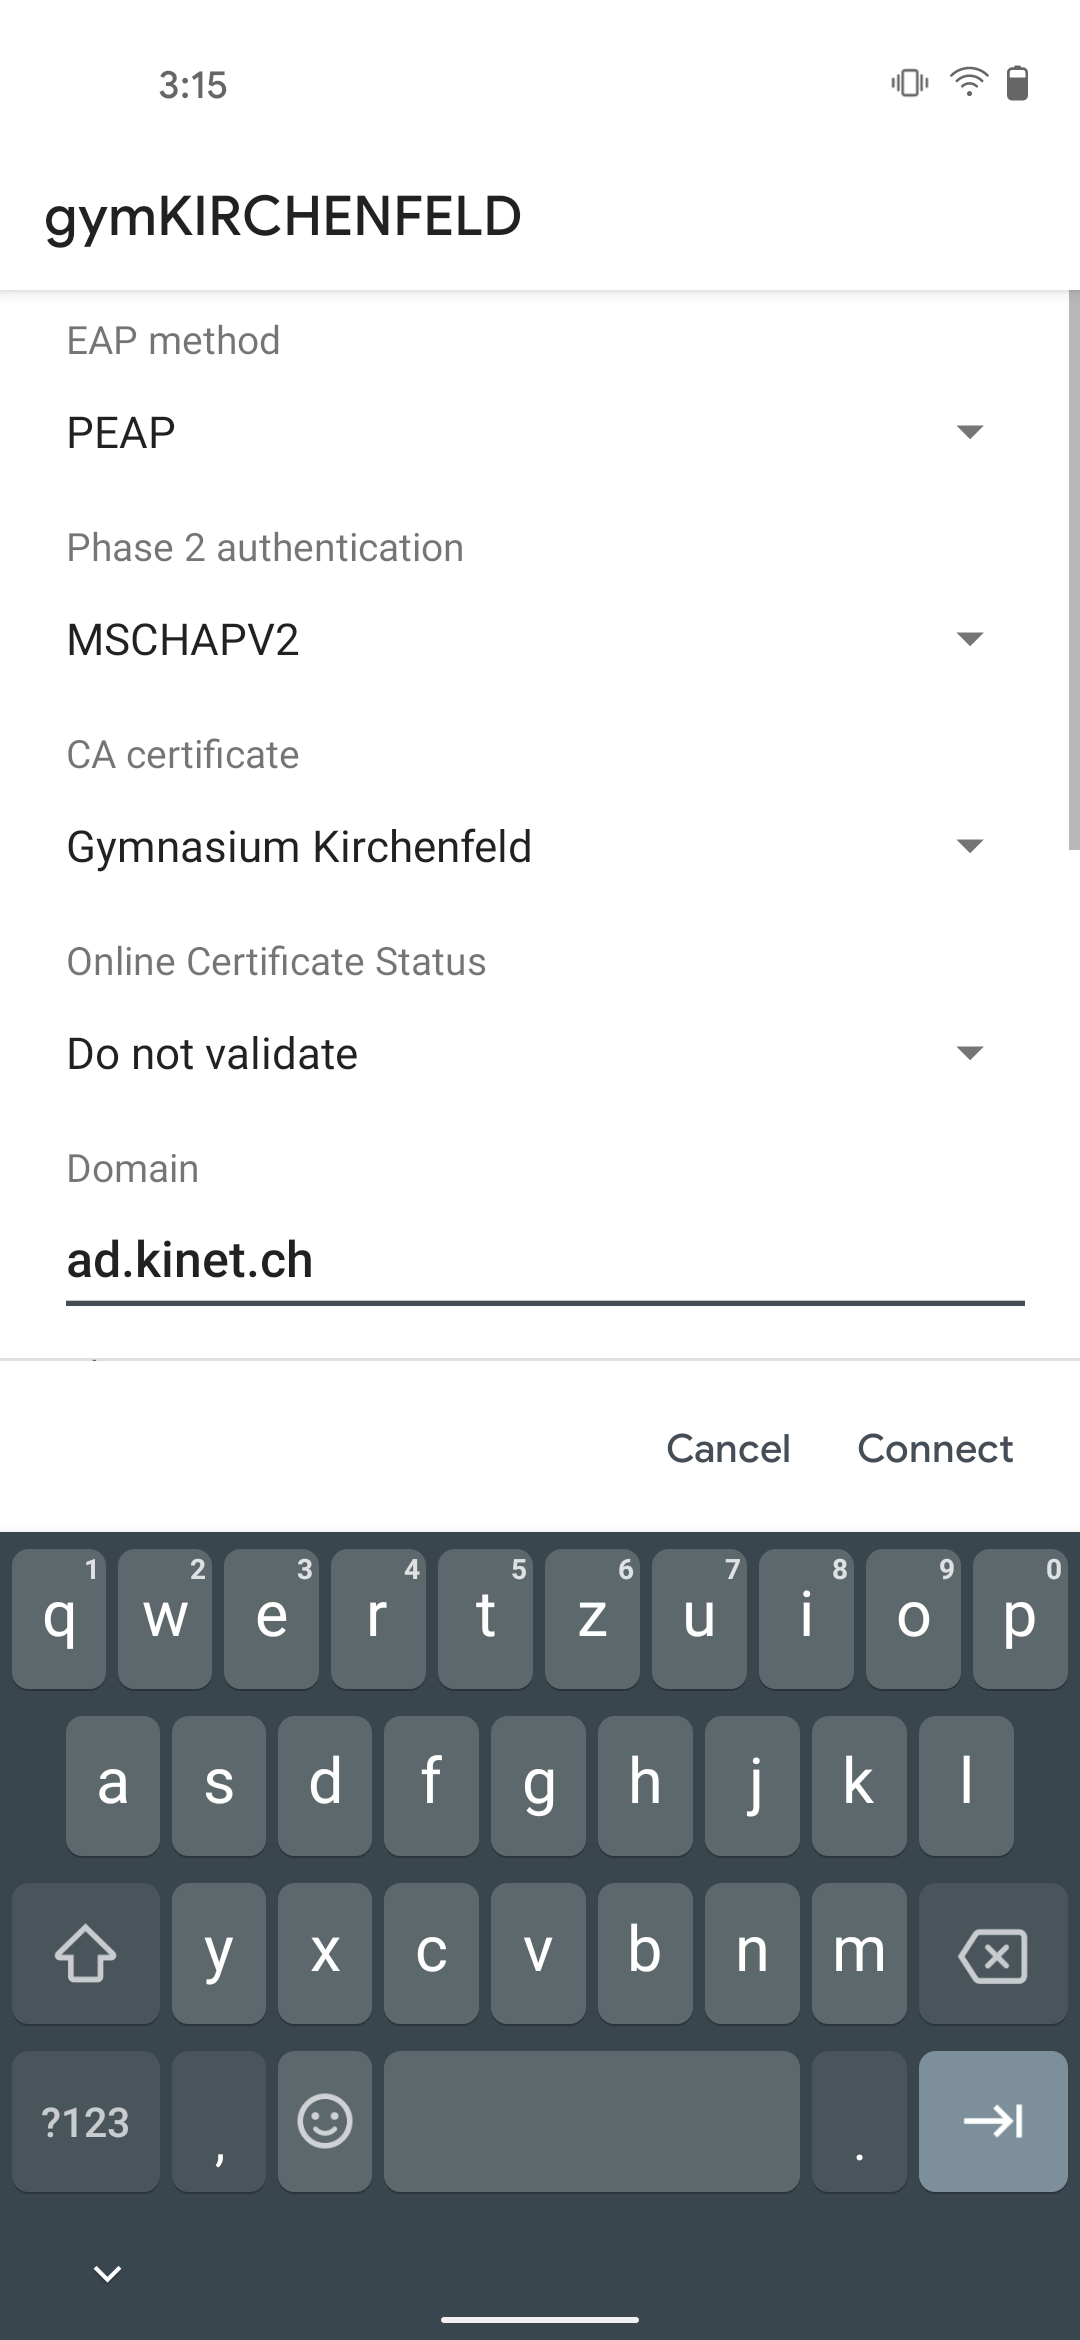 3:15
gymKIRCHENFELD
EAP method
PEAP
Phase 2 authentication
MSCHAPV2
CA certificate
Gymnasium Kirchenfeld
Online Certificate Status
Do not validate
Domain
ad.kinet.ch
Cancel Connect
1 2 3 4 5 6 7 8 9 0
q w e r t z u i o p
a s d f g h j k l
y x c v b n m
?123 , .